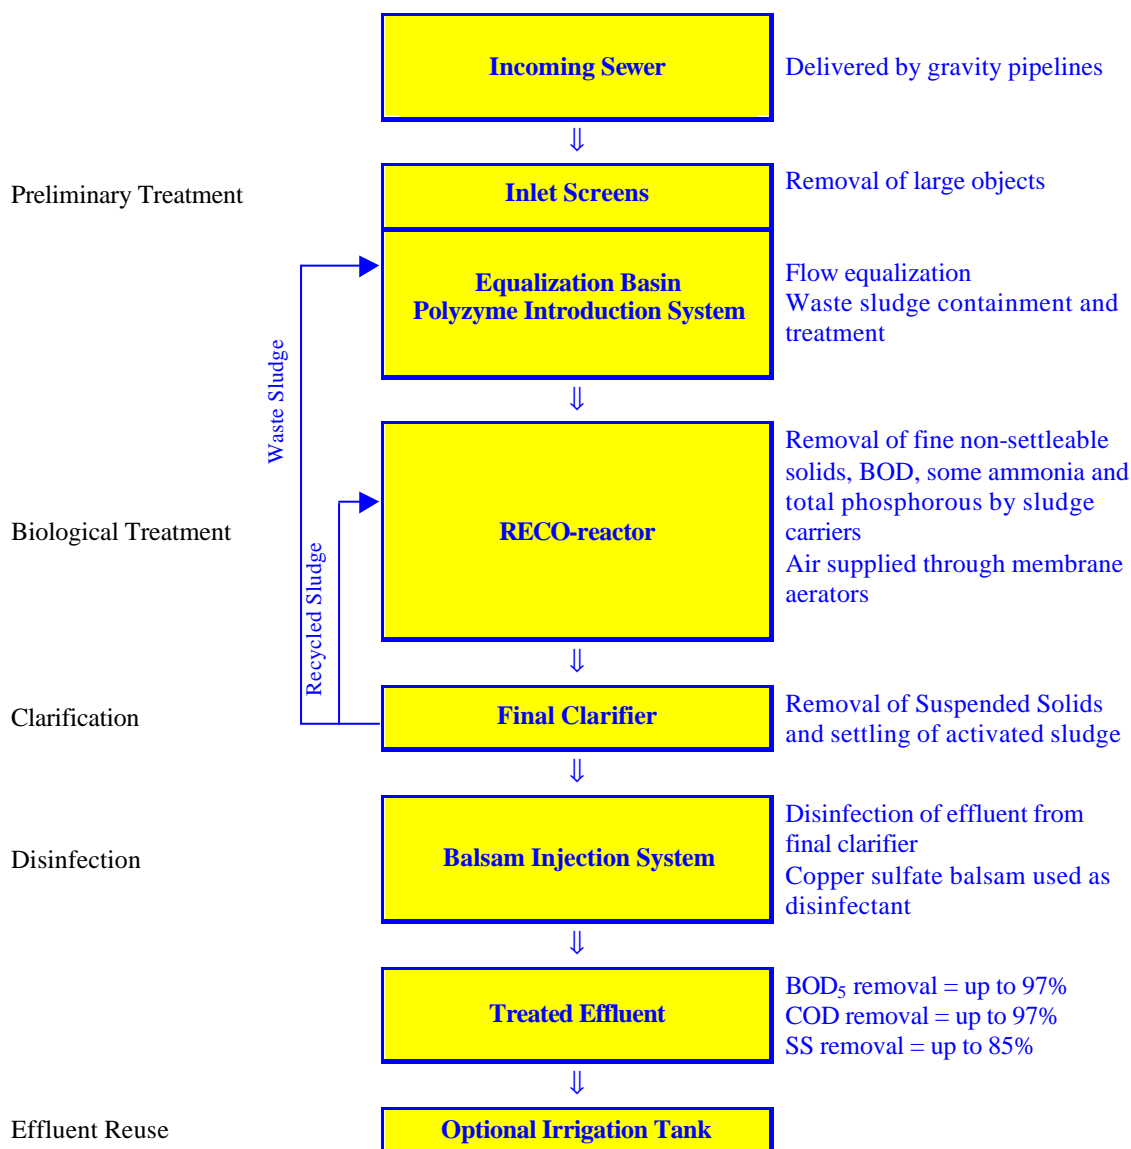 Incoming Sewer
Delivered by gravity pipelines
⇓
Preliminary Treatment
Inlet Screens
Removal of large objects
Equalization Basin
Polyzyme Introduction System
Flow equalization
Waste sludge containment and
treatment
Waste Sludge
⇓
Biological Treatment
RECO-reactor
Removal of fine non-settleable
solids, BOD, some ammonia and
total phosphorous by sludge
carriers
Air supplied through membrane
aerators
Recycled Sludge
⇓
Clarification
Final Clarifier
Removal of Suspended Solids
and settling of activated sludge
⇓
Disinfection
Balsam Injection System
Disinfection of effluent from
final clarifier
Copper sulfate balsam used as
disinfectant
⇓
Treated Effluent
BOD₅ removal = up to 97%
COD removal = up to 97%
SS removal = up to 85%
⇓
Effluent Reuse
Optional Irrigation Tank